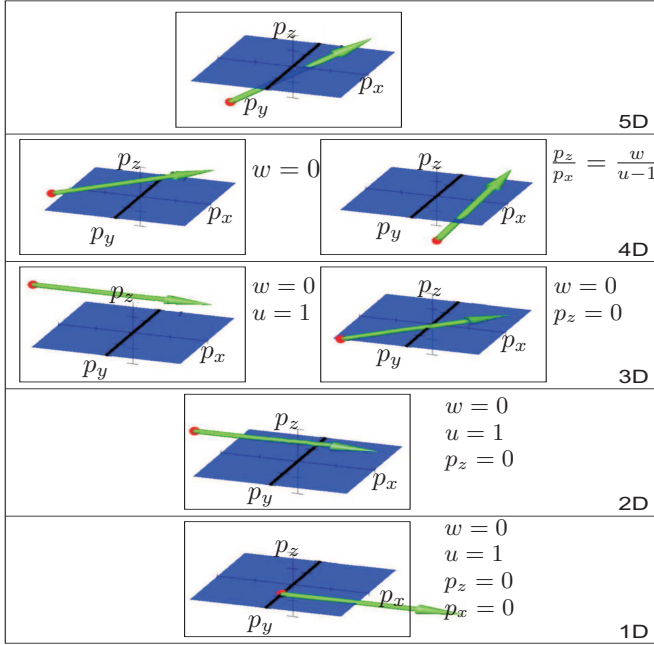 p_z
p_x
p_y
5D
p_z
p_x
p_y
w = 0
p_z
p_x
p_y
\frac{p_z}{p_x} = \frac{w}{u-1}
4D
p_z
p_x
p_y
w = 0
u = 1
p_z
p_x
p_y
w = 0
p_z = 0
3D
p_z
p_x
p_y
w = 0
u = 1
p_z = 0
2D
p_z
p_x
p_y
w = 0
u = 1
p_z = 0
p_x = 0
1D